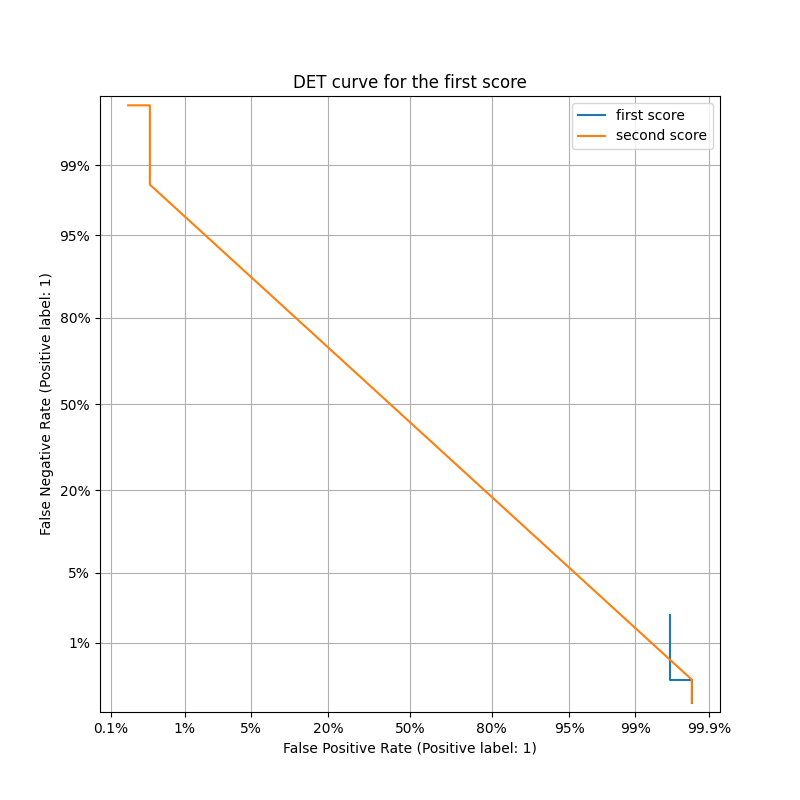 DET curve for the first score
first score
second score
99%
95%
80%
50%
20%
5%
1%
False Negative Rate (Positive label: 1)
0.1% 1% 5% 20% 50% 80% 95% 99% 99.9%
False Positive Rate (Positive label: 1)